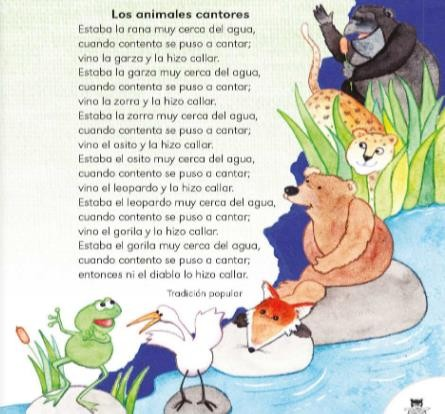 Los animales cantores
Estaba la rana muy cerca del agua,
cuando contenta se puso a cantar;
vino la garza y la hizo callar.
Estaba la garza muy cerca del agua,
cuando contenta se puso a cantar;
vino la zorra y la hizo callar.
Estaba la zorra muy cerca del agua,
cuando contenta se puso a cantar;
vino el osito y la hizo callar.
Estaba el osito muy cerca del agua,
cuando contento se puso a cantar;
vino el leopardo y lo hizo callar.
Estaba el leopardo muy cerca del agua,
cuando contento se puso a cantar;
vino el gorila y lo hizo callar.
Estaba el gorila muy cerca del agua,
cuando contento se puso a cantar;
entonces ni el diablo lo hizo callar.
Tradición popular